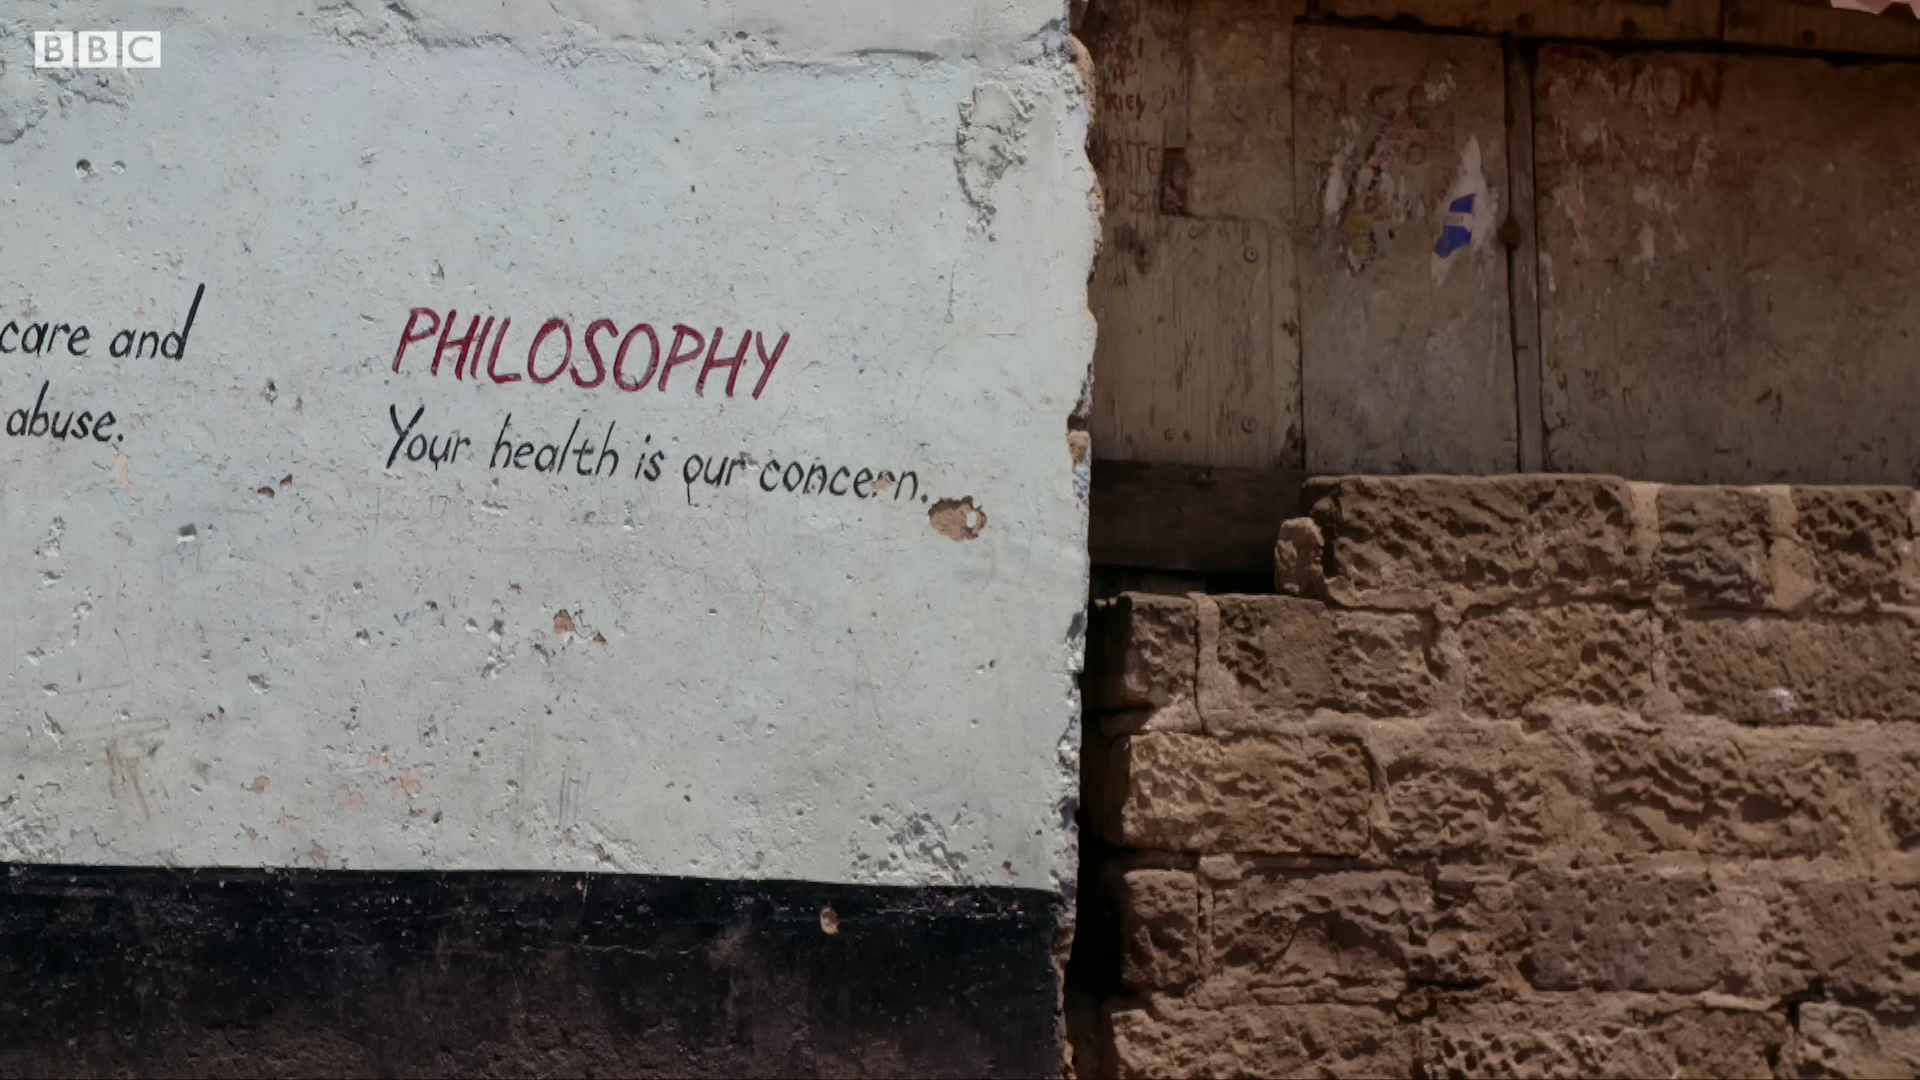 BBC
care and
abuse.
PHILOSOPHY
Your health is our concern.